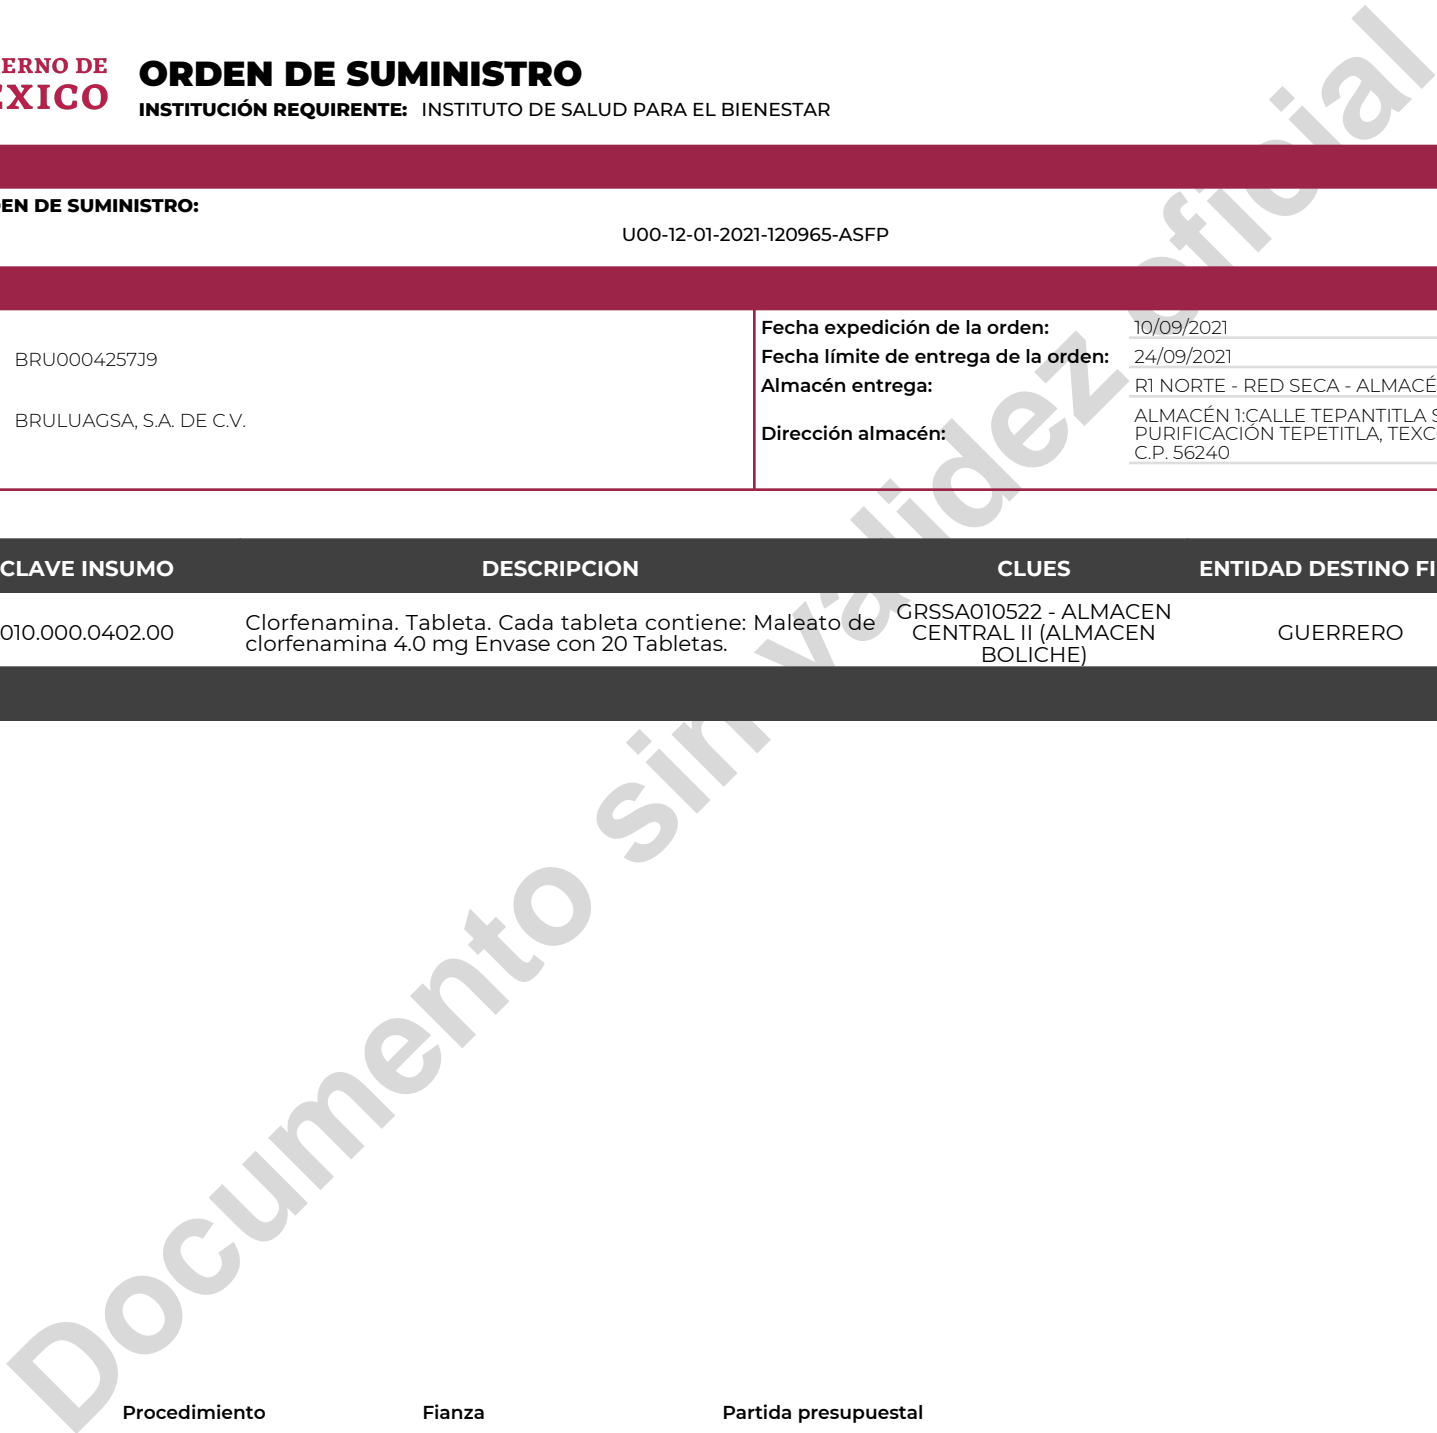 ERNO DE
EXICO
ORDEN DE SUMINISTRO
INSTITUCIÓN REQUIRENTE: INSTITUTO DE SALUD PARA EL BIENESTAR
EN DE SUMINISTRO:
U00-12-01-2021-120965-ASFP
BRU0004257J9
BRULUAGSA, S.A. DE C.V.
Fecha expedición de la orden: 10/09/2021
Fecha límite de entrega de la orden: 24/09/2021
Almacén entrega: R1 NORTE - RED SECA - ALMACÉ
Dirección almacén:
ALMACÉN 1:CALLE TEPANTITLA S
PURIFICACIÓN TEPETITLA, TEXC
C.P. 56240
CLAVE INSUMO DESCRIPCION CLUES ENTIDAD DESTINO FI
010.000.0402.00
Clorfenamina. Tableta. Cada tableta contiene: Maleato de
clorfenamina 4.0 mg Envase con 20 Tabletas.
GRSSA010522 - ALMACEN
CENTRAL II (ALMACEN
BOLICHE)
GUERRERO
Documento sin validez oficial
Procedimiento Fianza Partida presupuestal